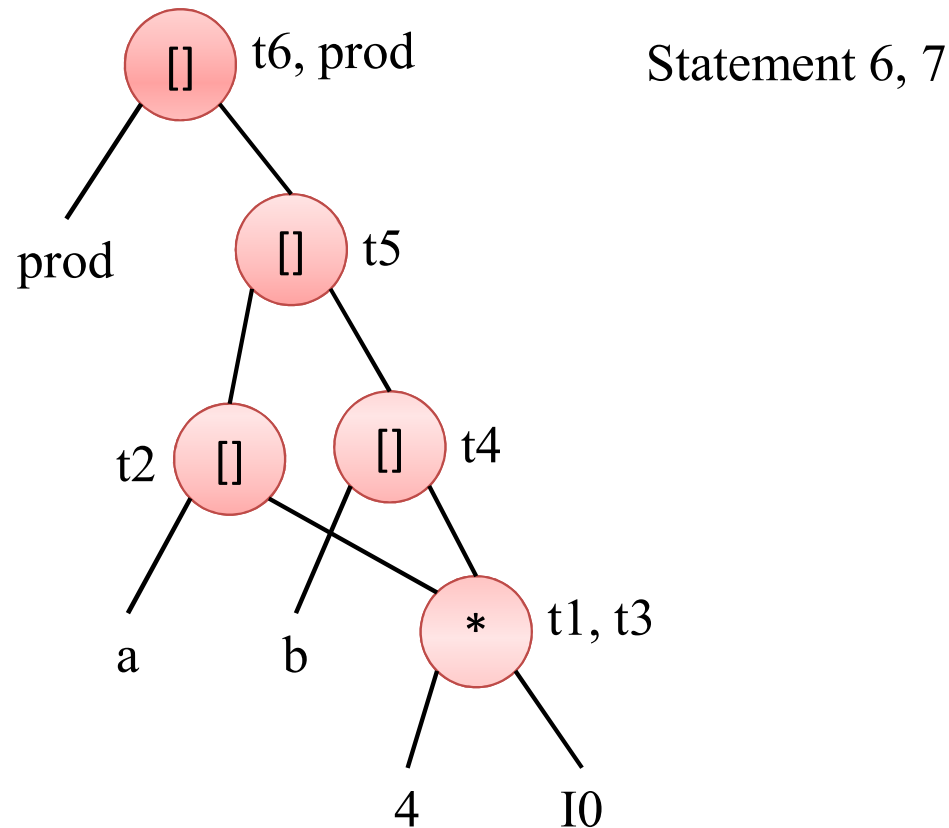 [] t6, prod Statement 6, 7
prod [] t5
t2 [] [] t4
a b * t1, t3
4 I0